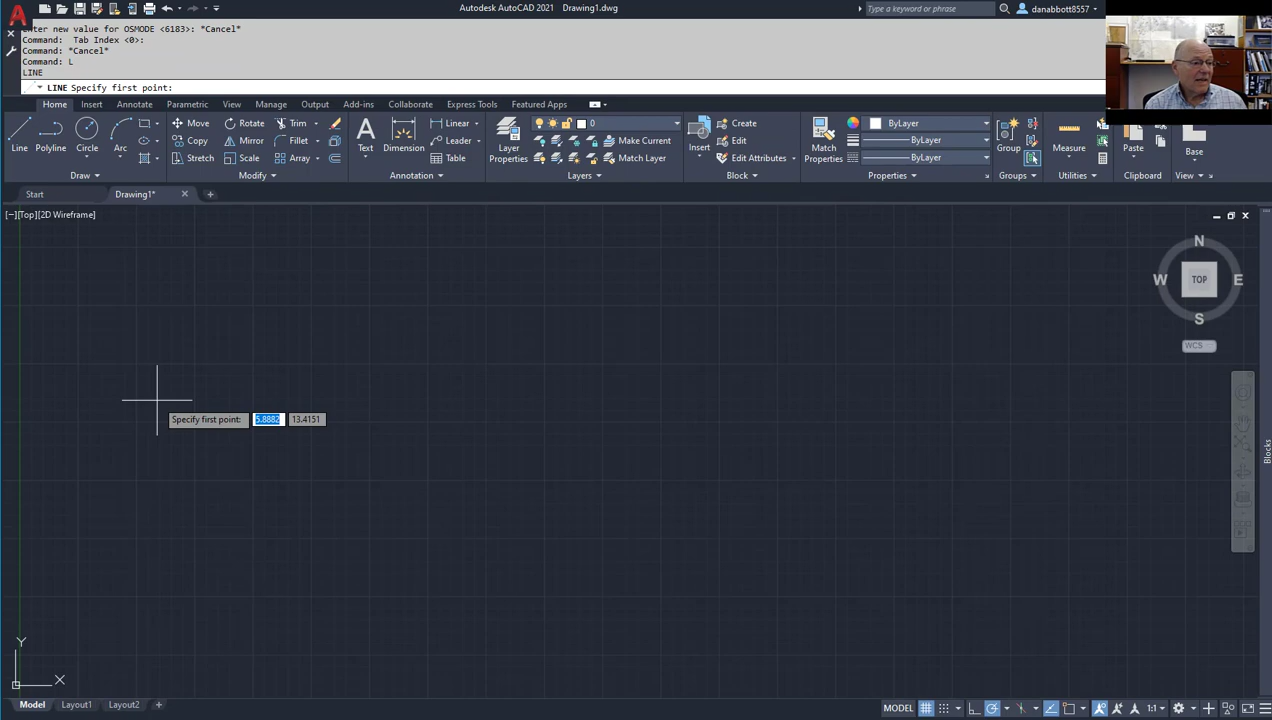 Autodesk AutoCAD 2021 Drawing1.dwg
Type a keyword or phrase
danabbott8557
Enter new value for OSMODE <6183>: *Cancel*
Command: Tab Index <0>:
Command: *Cancel*
Command: L
LINE
LINE Specify first point:
Home Insert Annotate Parametric View Manage Output Add-ins Collaborate Express Tools Featured Apps
Line Polyline Circle Arc
Move Rotate Trim
Copy Mirror Fillet
Stretch Scale Array
Text Dimension
Linear
Leader
Table
Layer Properties
0
Make Current
Match Layer
Insert
Create
Edit
Edit Attributes
Match Properties
ByLayer
ByLayer
ByLayer
Group Measure Paste Base
Draw Modify Annotation Layers Block Properties Groups Utilities Clipboard View
Start Drawing1*
[−][Top][2D Wireframe]
N
W TOP E
S
WCS
Specify first point: 5.8882 13.4151
Blocks
Y
X
Model Layout1 Layout2
MODEL 1:1